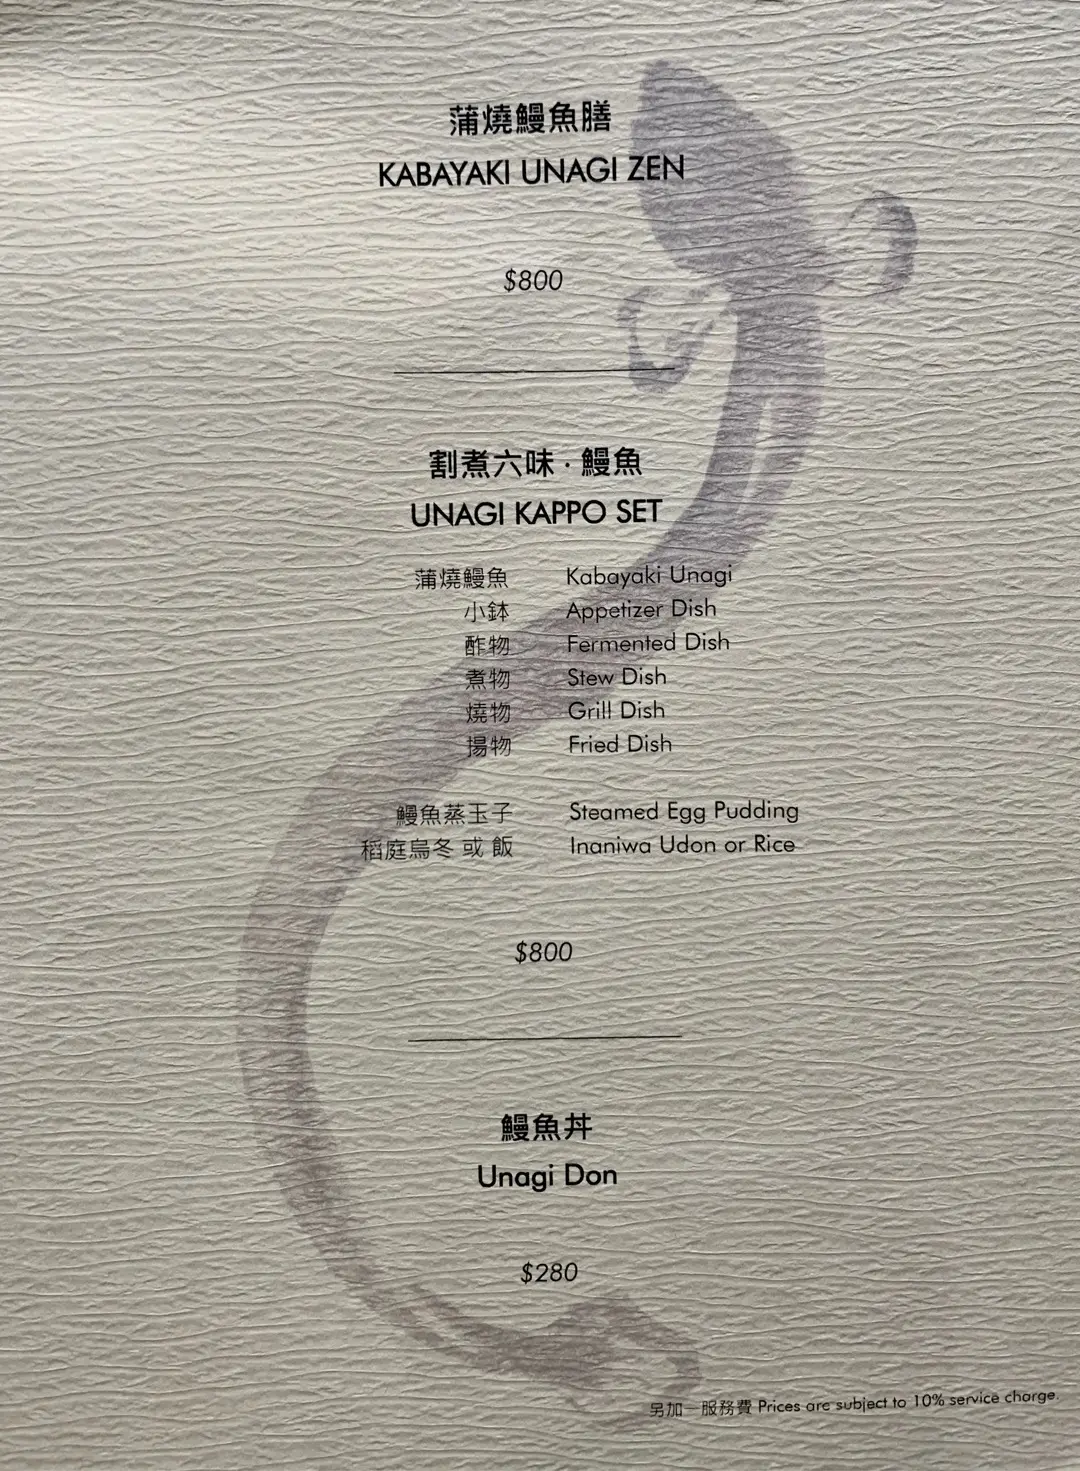 蒲燒鰻魚膳
KABAYAKI UNAGI ZEN
$800
割煮六味·鰻魚
UNAGI KAPPO SET
蒲燒鰻魚 Kabayaki Unagi
小鉢 Appetizer Dish
酢物 Fermented Dish
煮物 Stew Dish
燒物 Grill Dish
揚物 Fried Dish
鰻魚蒸玉子 Steamed Egg Pudding
稻庭烏冬 或 飯 Inaniwa Udon or Rice
$800
鰻魚丼
Unagi Don
$280
另加一服務費 Prices are subject to 10% service charge.